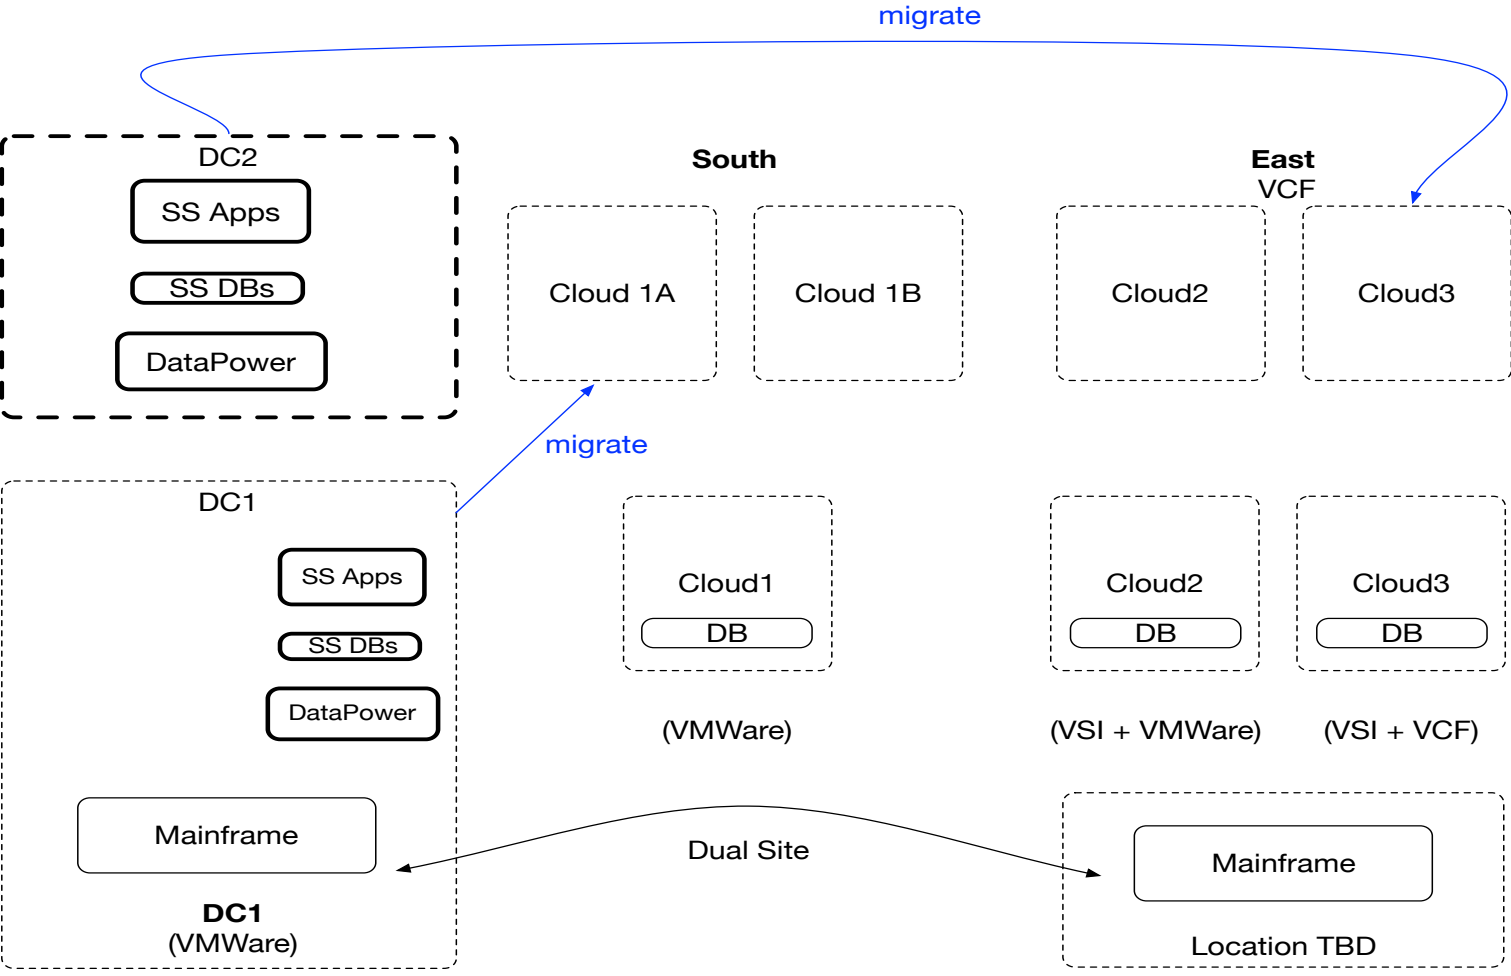 migrate
DC2
SS Apps
SS DBs
DataPower
South
East
VCF
Cloud 1A
Cloud 1B
Cloud2
Cloud3
migrate
DC1
SS Apps
SS DBs
DataPower
Cloud1
DB
Cloud2
DB
Cloud3
DB
(VMWare)
(VSI + VMWare)
(VSI + VCF)
Mainframe
DC1
(VMWare)
Dual Site
Mainframe
Location TBD